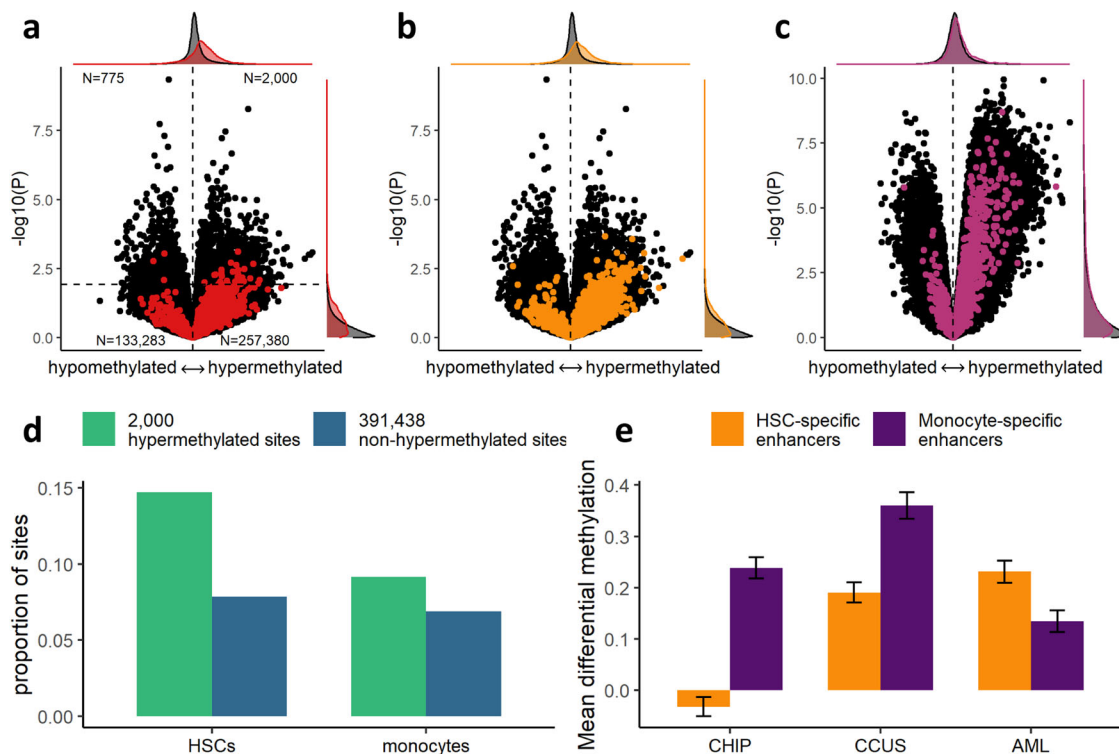 a
N=775
N=2,000
7.5
5.0
2.5
0.0
-log10(P)
N=133,283
N=257,380
hypomethylated ↔ hypermethylated
b
7.5
5.0
2.5
0.0
-log10(P)
hypomethylated ↔ hypermethylated
c
10.0
7.5
5.0
2.5
0.0
-log10(P)
hypomethylated ↔ hypermethylated
d
2,000
hypermethylated sites
391,438
non-hypermethylated sites
proportion of sites
0.15
0.10
0.05
0.00
HSCs
monocytes
e
HSC-specific
enhancers
Monocyte-specific
enhancers
Mean differential methylation
0.4
0.3
0.2
0.1
0.0
CHIP
CCUS
AML